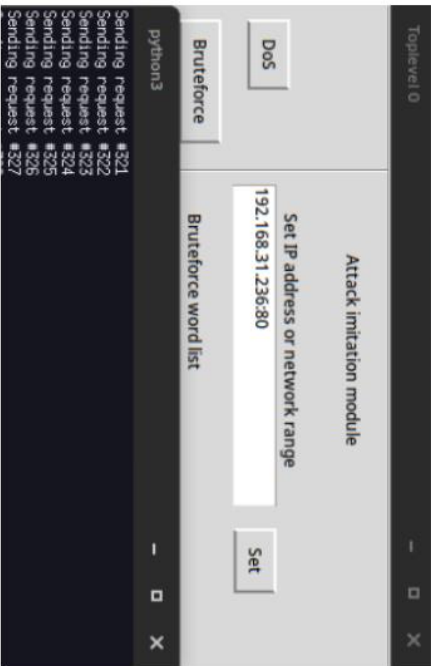 Toplevel 0
Attack imitation module
DoS
Set IP address or network range
192.168.31.236:80
Set
Bruteforce
Bruteforce word list
python3
Sending request #321
Sending request #322
Sending request #323
Sending request #324
Sending request #325
Sending request #326
Sending request #327